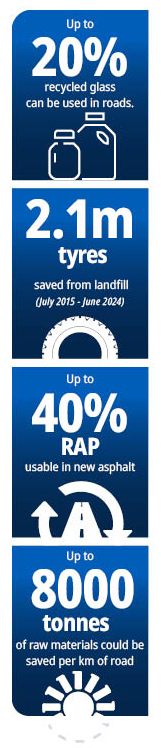 Up to
20%
recycled glass
can be used in roads.
2.1m
tyres
saved from landfill
(July 2015 - June 2024)
Up to
40%
RAP
usable in new asphalt
Up to
8000
tonnes
of raw materials could be
saved per km of road